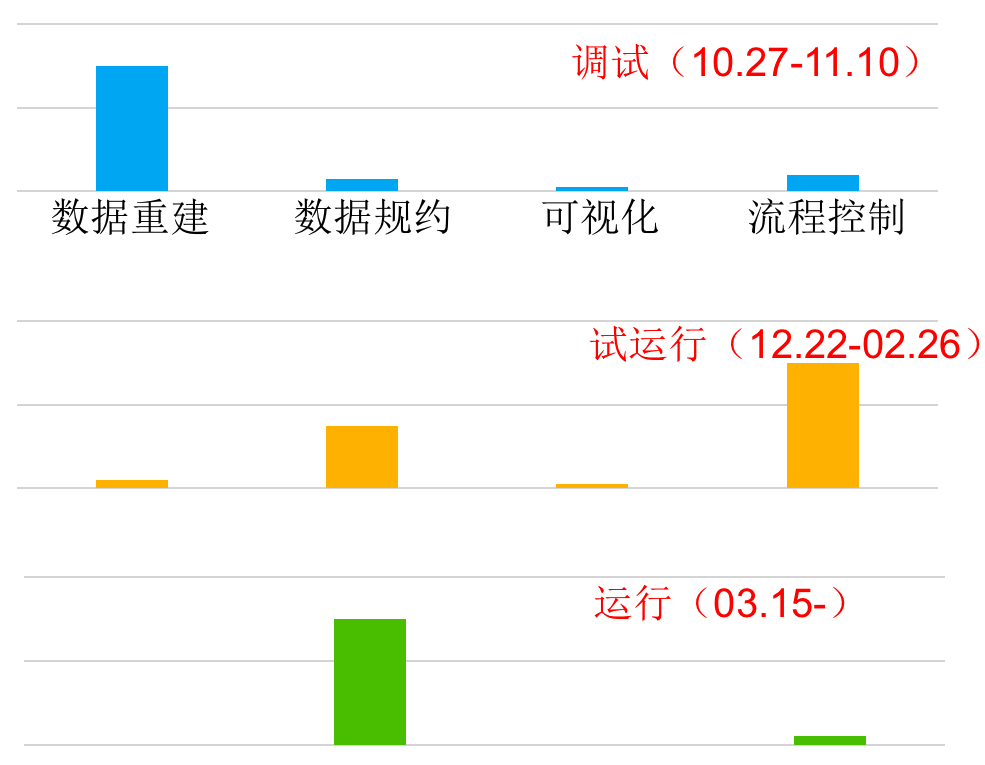 调试（10.27-11.10）
数据重建 数据规约 可视化 流程控制
试运行（12.22-02.26）
运行（03.15-）